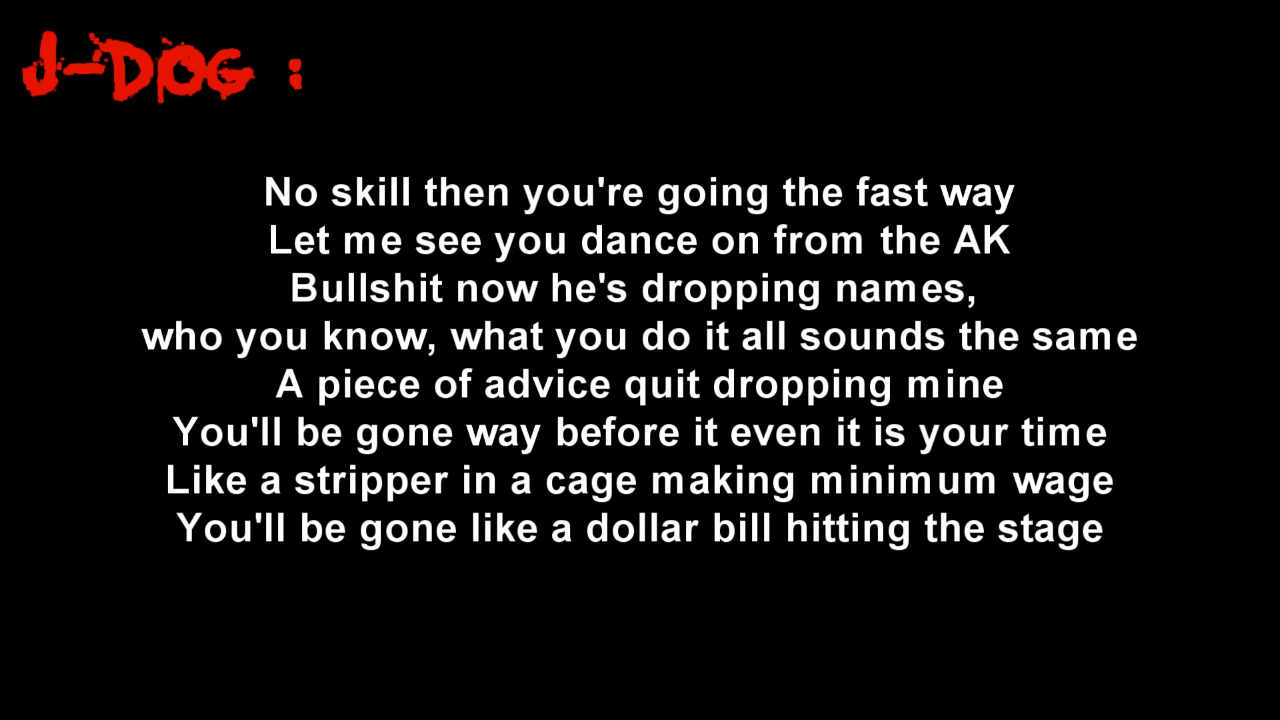 J-DOG :
No skill then you're going the fast way
Let me see you dance on from the AK
Bullshit now he's dropping names,
who you know, what you do it all sounds the same
A piece of advice quit dropping mine
You'll be gone way before it even it is your time
Like a stripper in a cage making minimum wage
You'll be gone like a dollar bill hitting the stage